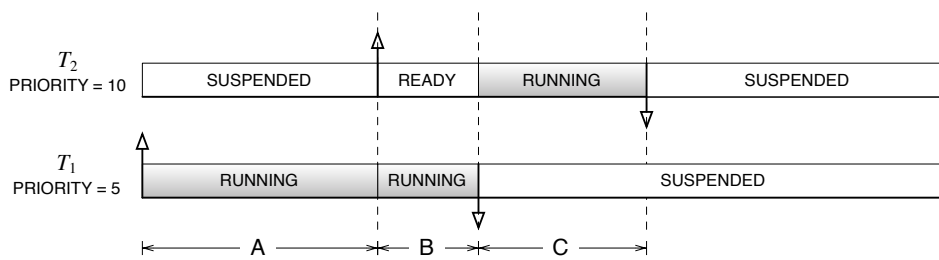 T2
SUSPENDED READY RUNNING SUSPENDED
PRIORITY = 10
T1
RUNNING RUNNING SUSPENDED
PRIORITY = 5
A B C